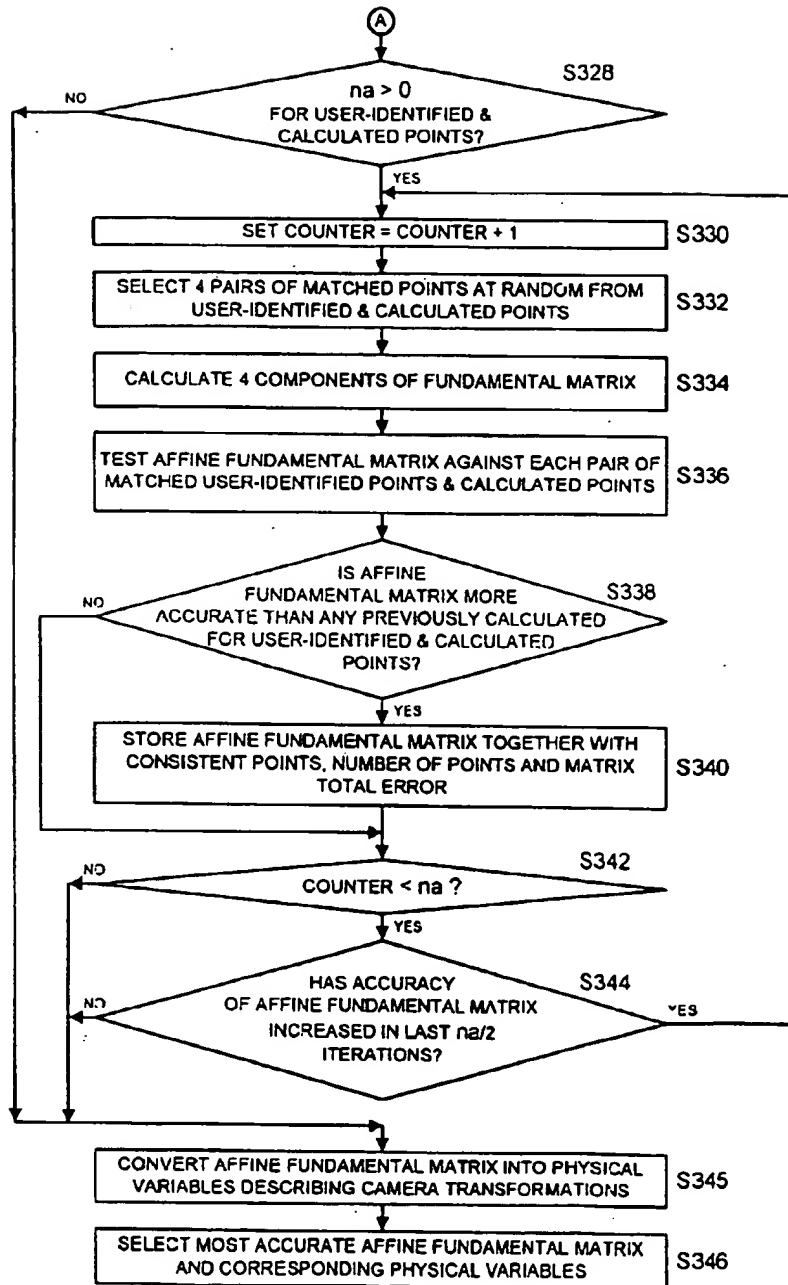 A
S328
na > 0
NO
FOR USER-IDENTIFIED &
CALCULATED POINTS?
YES
SET COUNTER = COUNTER + 1
S330
SELECT 4 PAIRS OF MATCHED POINTS AT RANDOM FROM
USER-IDENTIFIED & CALCULATED POINTS
S332
CALCULATE 4 COMPONENTS OF FUNDAMENTAL MATRIX
S334
TEST AFFINE FUNDAMENTAL MATRIX AGAINST EACH PAIR OF
MATCHED USER-IDENTIFIED POINTS & CALCULATED POINTS
S336
IS AFFINE
FUNDAMENTAL MATRIX MORE
S338
NO
ACCURATE THAN ANY PREVIOUSLY CALCULATED
FOR USER-IDENTIFIED & CALCULATED
POINTS?
YES
STORE AFFINE FUNDAMENTAL MATRIX TOGETHER WITH
CONSISTENT POINTS, NUMBER OF POINTS AND MATRIX
TOTAL ERROR
S340
S342
NO
COUNTER < na ?
YES
HAS ACCURACY
S344
OF AFFINE FUNDAMENTAL MATRIX
NO
YES
INCREASED IN LAST na/2
ITERATIONS?
CONVERT AFFINE FUNDAMENTAL MATRIX INTO PHYSICAL
VARIABLES DESCRIBING CAMERA TRANSFORMATIONS
S345
SELECT MOST ACCURATE AFFINE FUNDAMENTAL MATRIX
AND CORRESPONDING PHYSICAL VARIABLES
S346